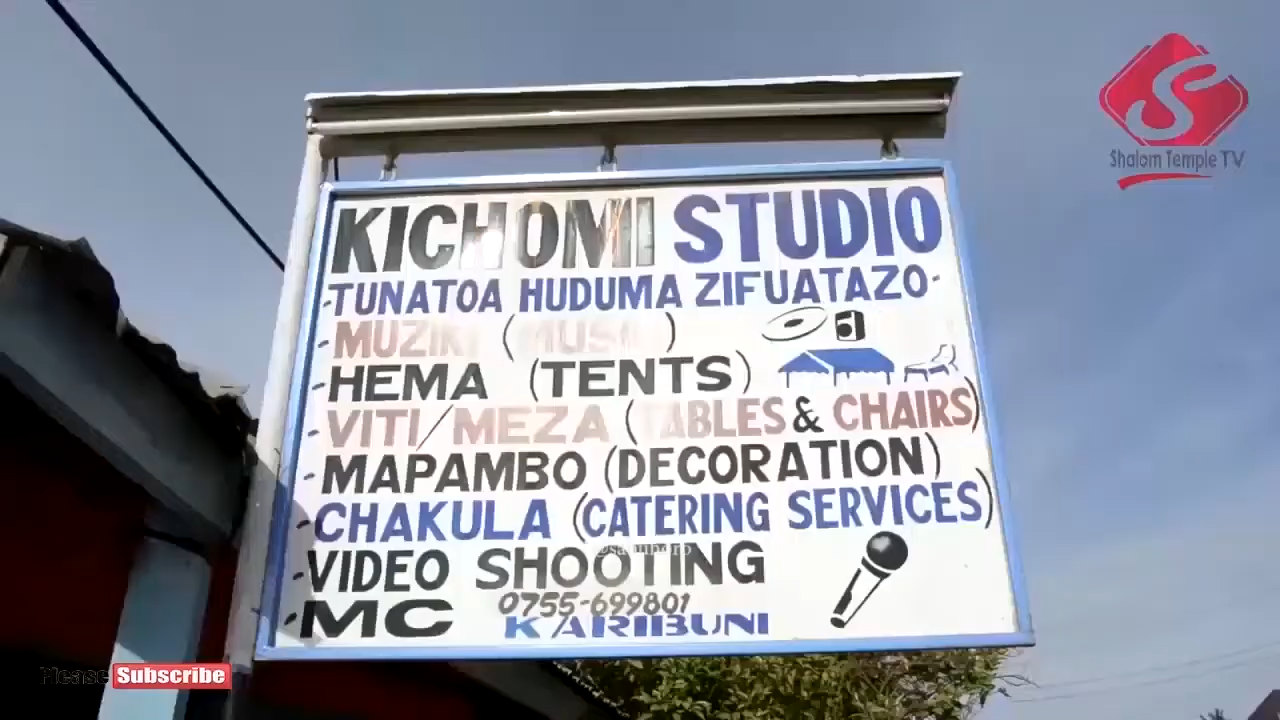 Shalom Temple TV
KICHOMI STUDIO
-TUNATOA HUDUMA ZIFUATAZO-
-MUZIKI (MUSIC)
-HEMA (TENTS)
-VITI/MEZA (TABLES & CHAIRS)
-MAPAMBO (DECORATION)
-CHAKULA (CATERING SERVICES)
-VIDEO SHOOTING
-MC 0755-699801
KARIBUNI
Please Subscribe